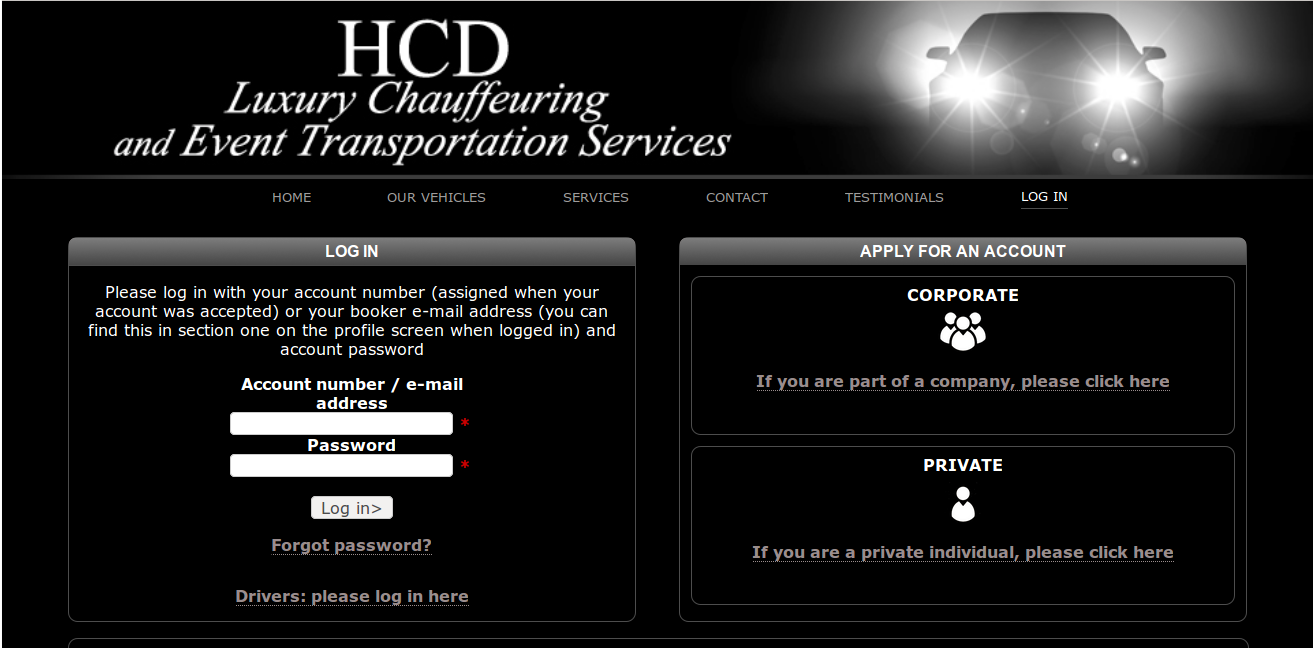 HCD
Luxury Chauffeuring
and Event Transportation Services
HOME OUR VEHICLES SERVICES CONTACT TESTIMONIALS LOG IN
LOG IN
Please log in with your account number (assigned when your
account was accepted) or your booker e-mail address (you can
find this in section one on the profile screen when logged in) and
account password
Account number / e-mail
address
*
Password
*
Log in>
Forgot password?
Drivers: please log in here
APPLY FOR AN ACCOUNT
CORPORATE
If you are part of a company, please click here
PRIVATE
If you are a private individual, please click here